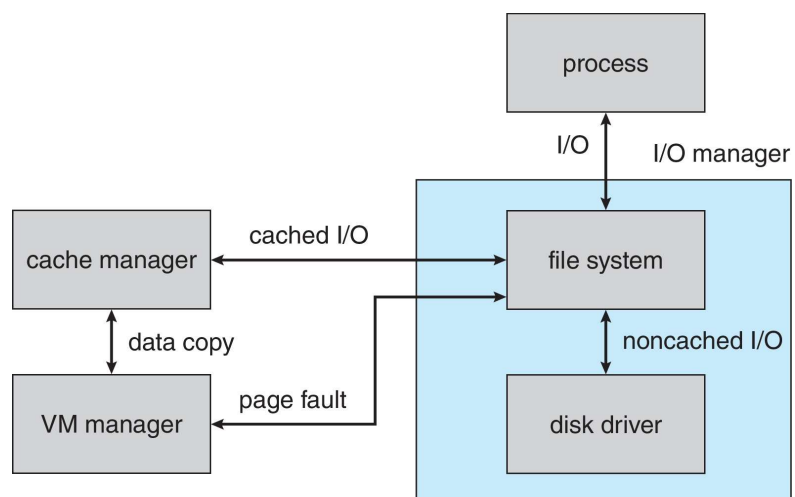 process
I/O
I/O manager
cached I/O
cache manager
file system
data copy
noncached I/O
page fault
VM manager
disk driver